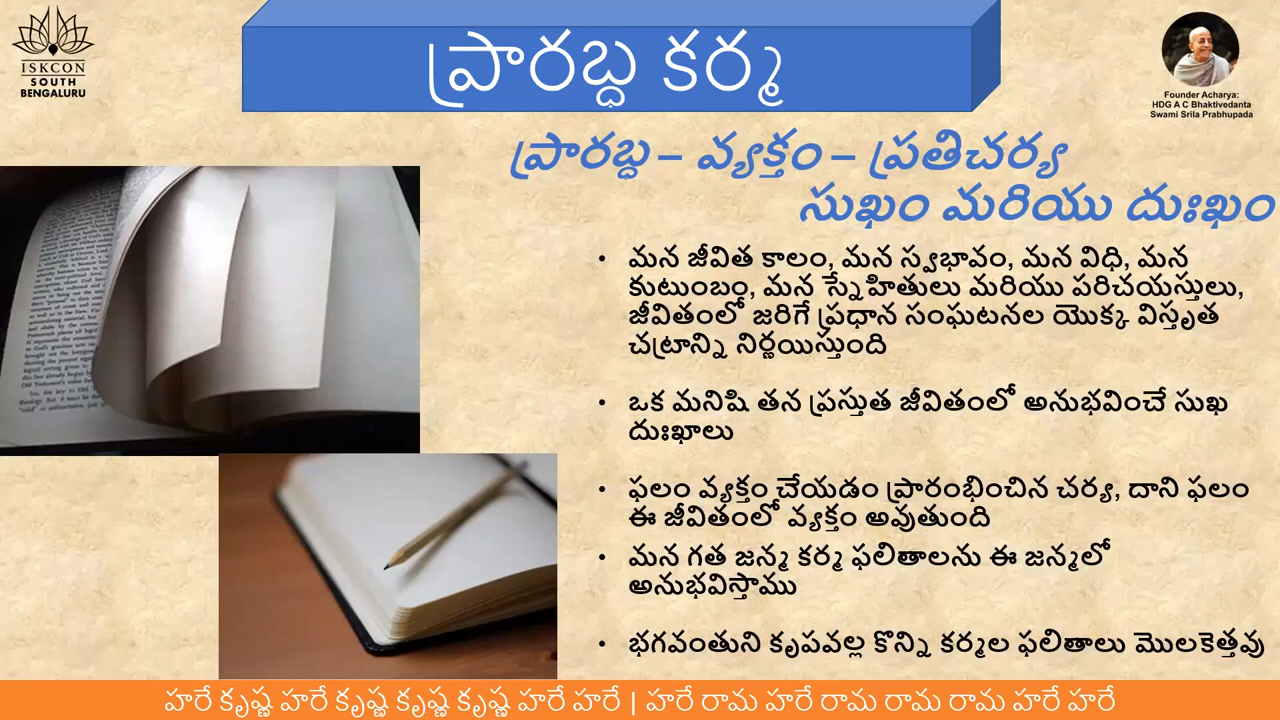 ISKCON
SOUTH
BENGALURU
ప్రారబ్ధ కర్మ
Founder Acharya:
HDG A C Bhaktivedanta
Swami Srila Prabhupada
ప్రారబ్ధ – వ్యక్తం – ప్రతిచర్య
సుఖం మరియు దుఃఖం
• మన జీవిత కాలం, మన స్వభావం, మన విధి, మన
కుటుంబం, మన స్నేహితులు మరియు పరిచయస్తులు,
జీవితంలో జరిగే ప్రధాన సంఘటనల యొక్క విస్తృత
చట్రాన్ని నిర్ణయిస్తుంది
• ఒక మనిషి తన ప్రస్తుత జీవితంలో అనుభవించే సుఖ
దుఃఖాలు
• ఫలం వ్యక్తం చేయడం ప్రారంభించిన చర్య, దాని ఫలం
ఈ జీవితంలో వ్యక్తం అవుతుంది
• మన గత జన్మ కర్మ ఫలితాలను ఈ జన్మలో
అనుభవిస్తాము
• భగవంతుని కృపవల్ల కొన్ని కర్మల ఫలితాలు మొలకెత్తవు
హరే కృష్ణ హరే కృష్ణ కృష్ణ కృష్ణ హరే హరే | హరే రామ హరే రామ రామ రామ హరే హరే